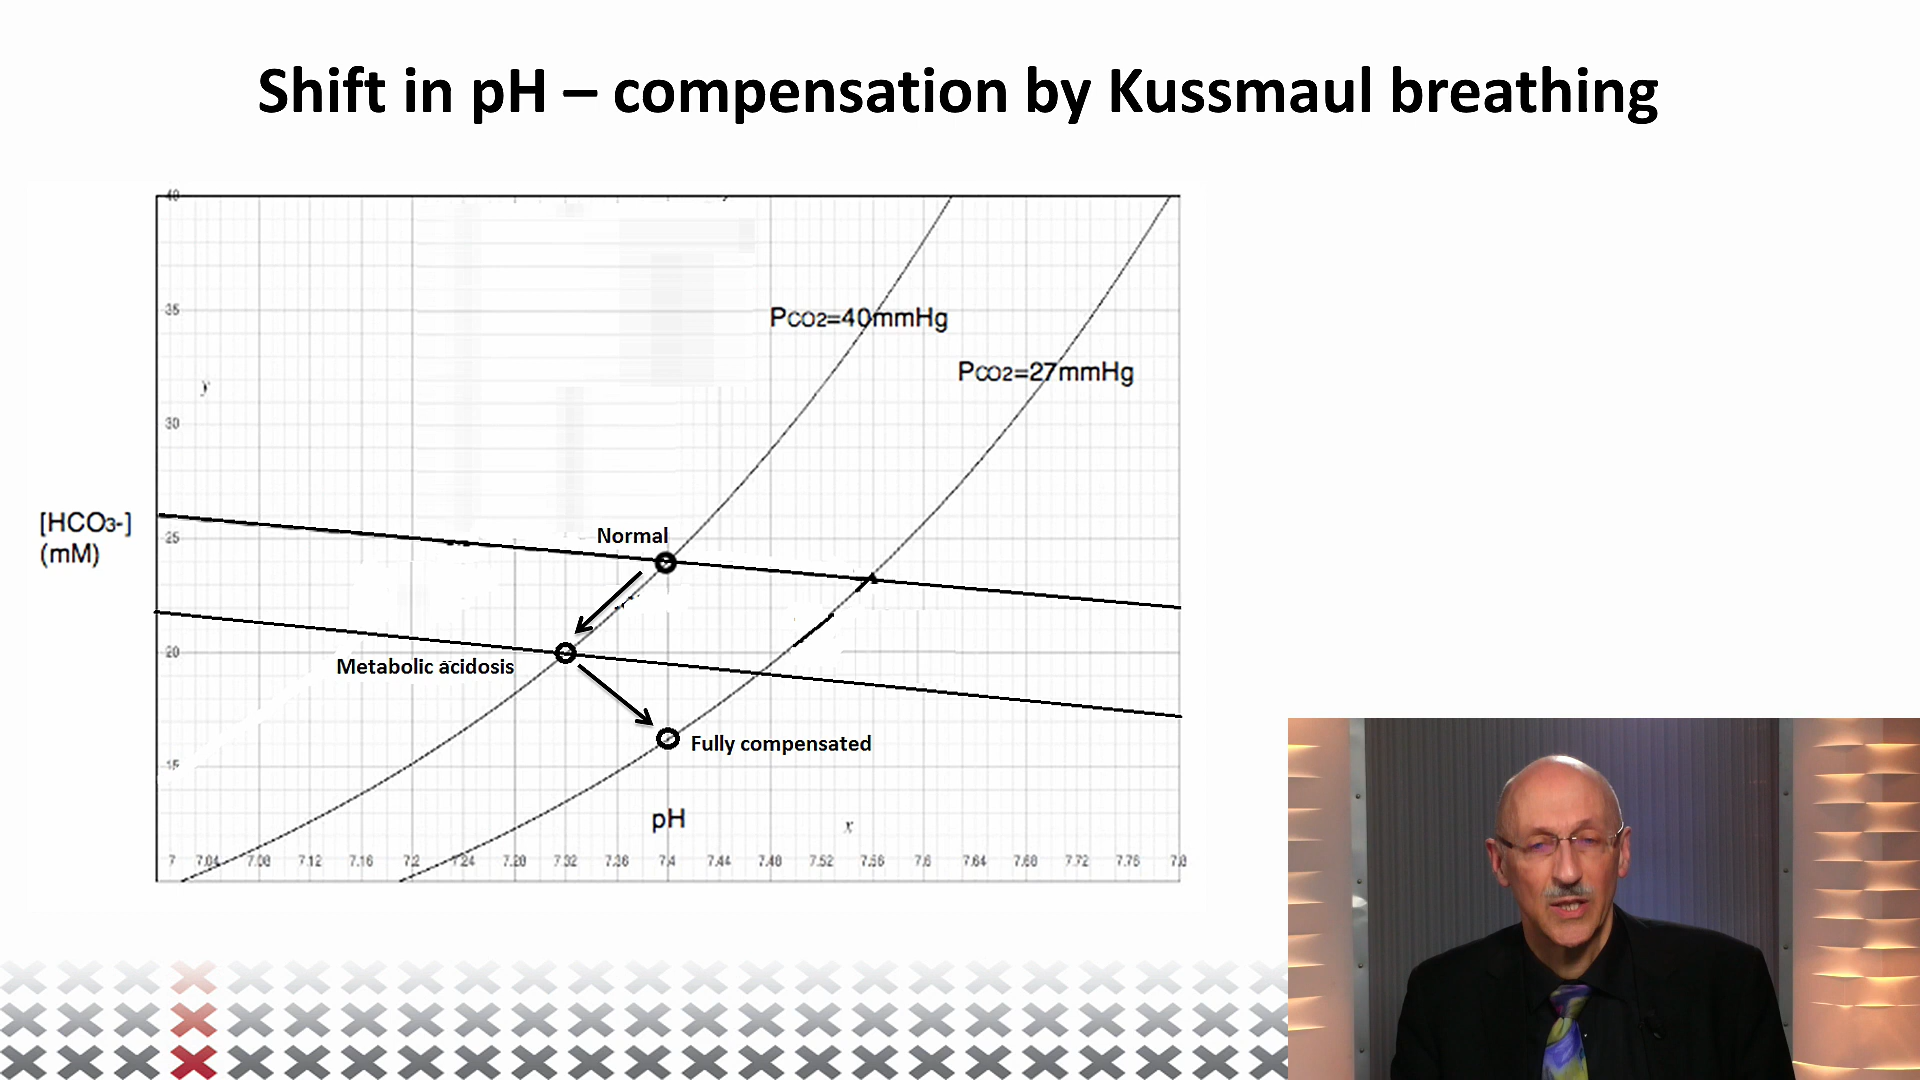 Shift in pH – compensation by Kussmaul breathing
40
35
PCO2=40mmHg
PCO2=27mmHg
y
30
[HCO3-]
(mM)
25
Normal
20
Metabolic acidosis
Fully compensated
15
pH
x
7 7.04 7.08 7.12 7.16 7.2 7.24 7.28 7.32 7.36 7.4 7.44 7.48 7.52 7.56 7.6 7.64 7.68 7.72 7.76 7.8